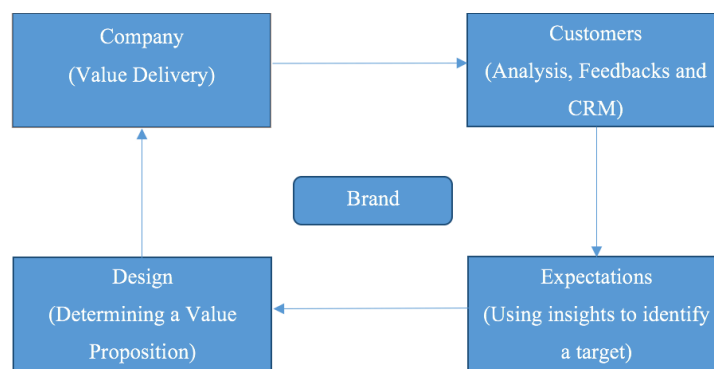 Company
(Value Delivery)
Customers
(Analysis, Feedbacks and
CRM)
Brand
Design
(Determining a Value
Proposition)
Expectations
(Using insights to identify
a target)